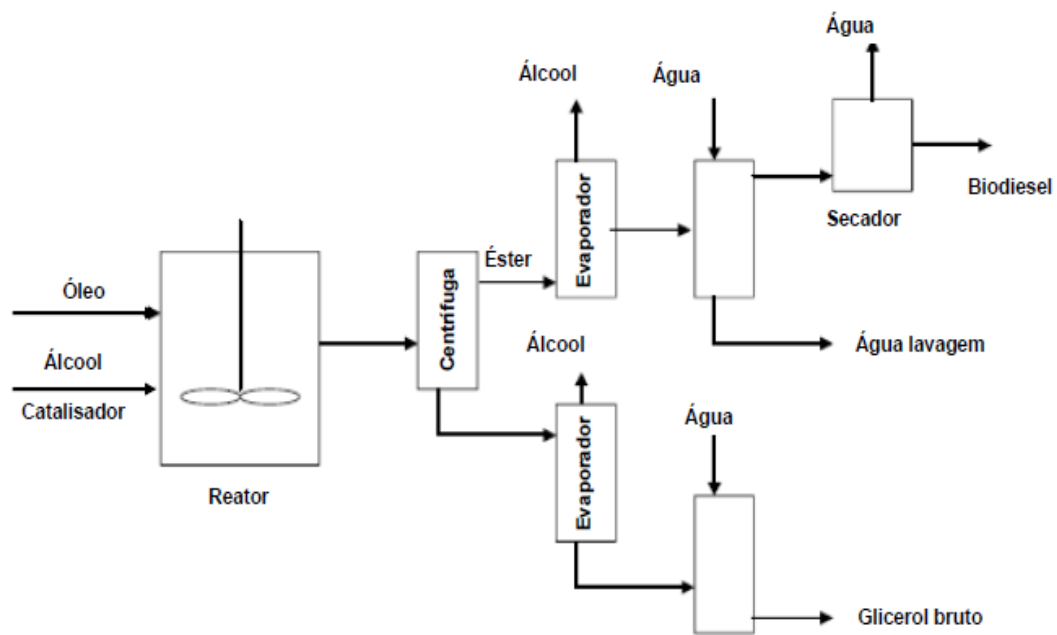 Água
Álcool
Água
Biodiesel
Secador
Evaporador
Éster
Centrífuga
Óleo
Álcool
Catalisador
Reator
Álcool
Água lavagem
Evaporador
Água
Glicerol bruto